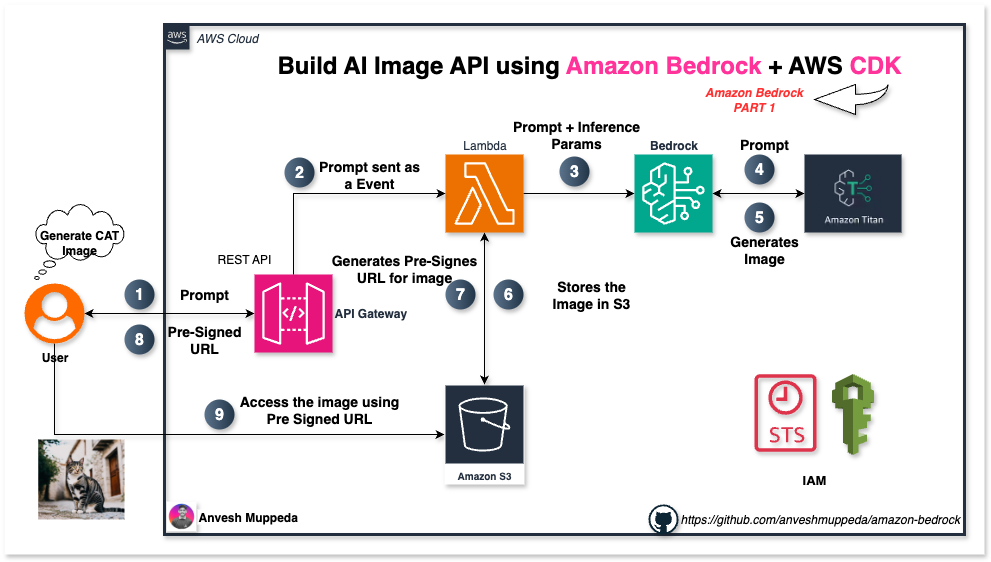 aws
AWS Cloud
Build AI Image API using Amazon Bedrock + AWS CDK
Amazon Bedrock
PART 1
Prompt + Inference
Params
Lambda
Bedrock
Prompt
2
Prompt sent as
a Event
3
4
5
T
Amazon Titan
Generates
Image
Generate CAT
Image
REST API
Generates Pre-Signes
URL for image
7
6
Stores the
Image in S3
1
Prompt
</>
API Gateway
8
Pre-Signed
URL
User
9
Access the image using
Pre Signed URL
STS
Amazon S3
IAM
Anvesh Muppeda
https://github.com/anveshmuppeda/amazon-bedrock